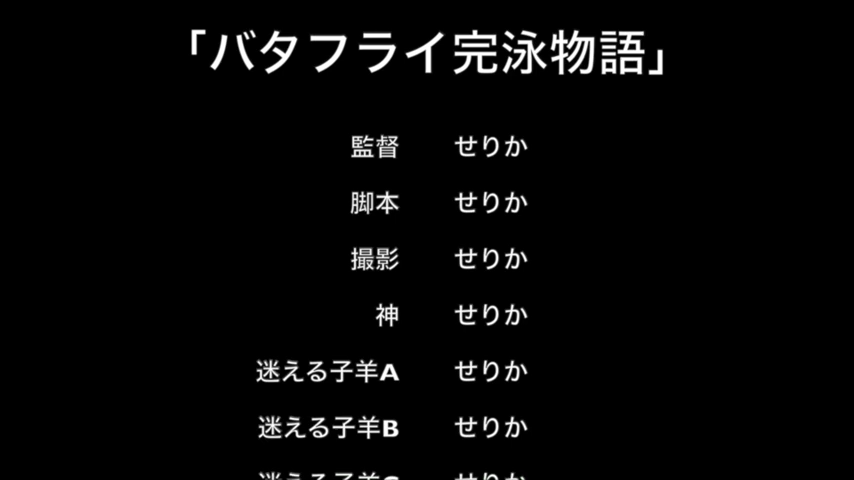 「バタフライ完泳物語」
監督 せりか
脚本 せりか
撮影 せりか
神 せりか
迷える子羊A せりか
迷える子羊B せりか